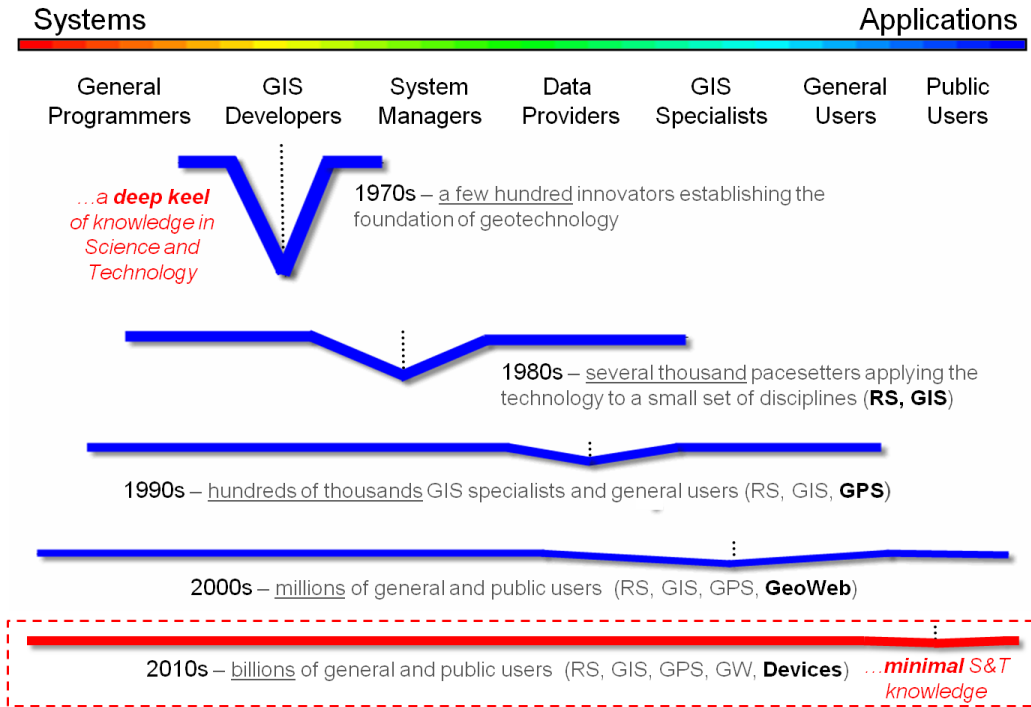 Systems
Applications
General
Programmers
GIS
Developers
System
Managers
Data
Providers
GIS
Specialists
General
Users
Public
Users
…a deep keel
of knowledge in
Science and
Technology
1970s – a few hundred innovators establishing the
foundation of geotechnology
1980s – several thousand pacesetters applying the
technology to a small set of disciplines (RS, GIS)
1990s – hundreds of thousands GIS specialists and general users (RS, GIS, GPS)
2000s – millions of general and public users (RS, GIS, GPS, GeoWeb)
2010s – billions of general and public users (RS, GIS, GPS, GW, Devices)
…minimal S&T
knowledge